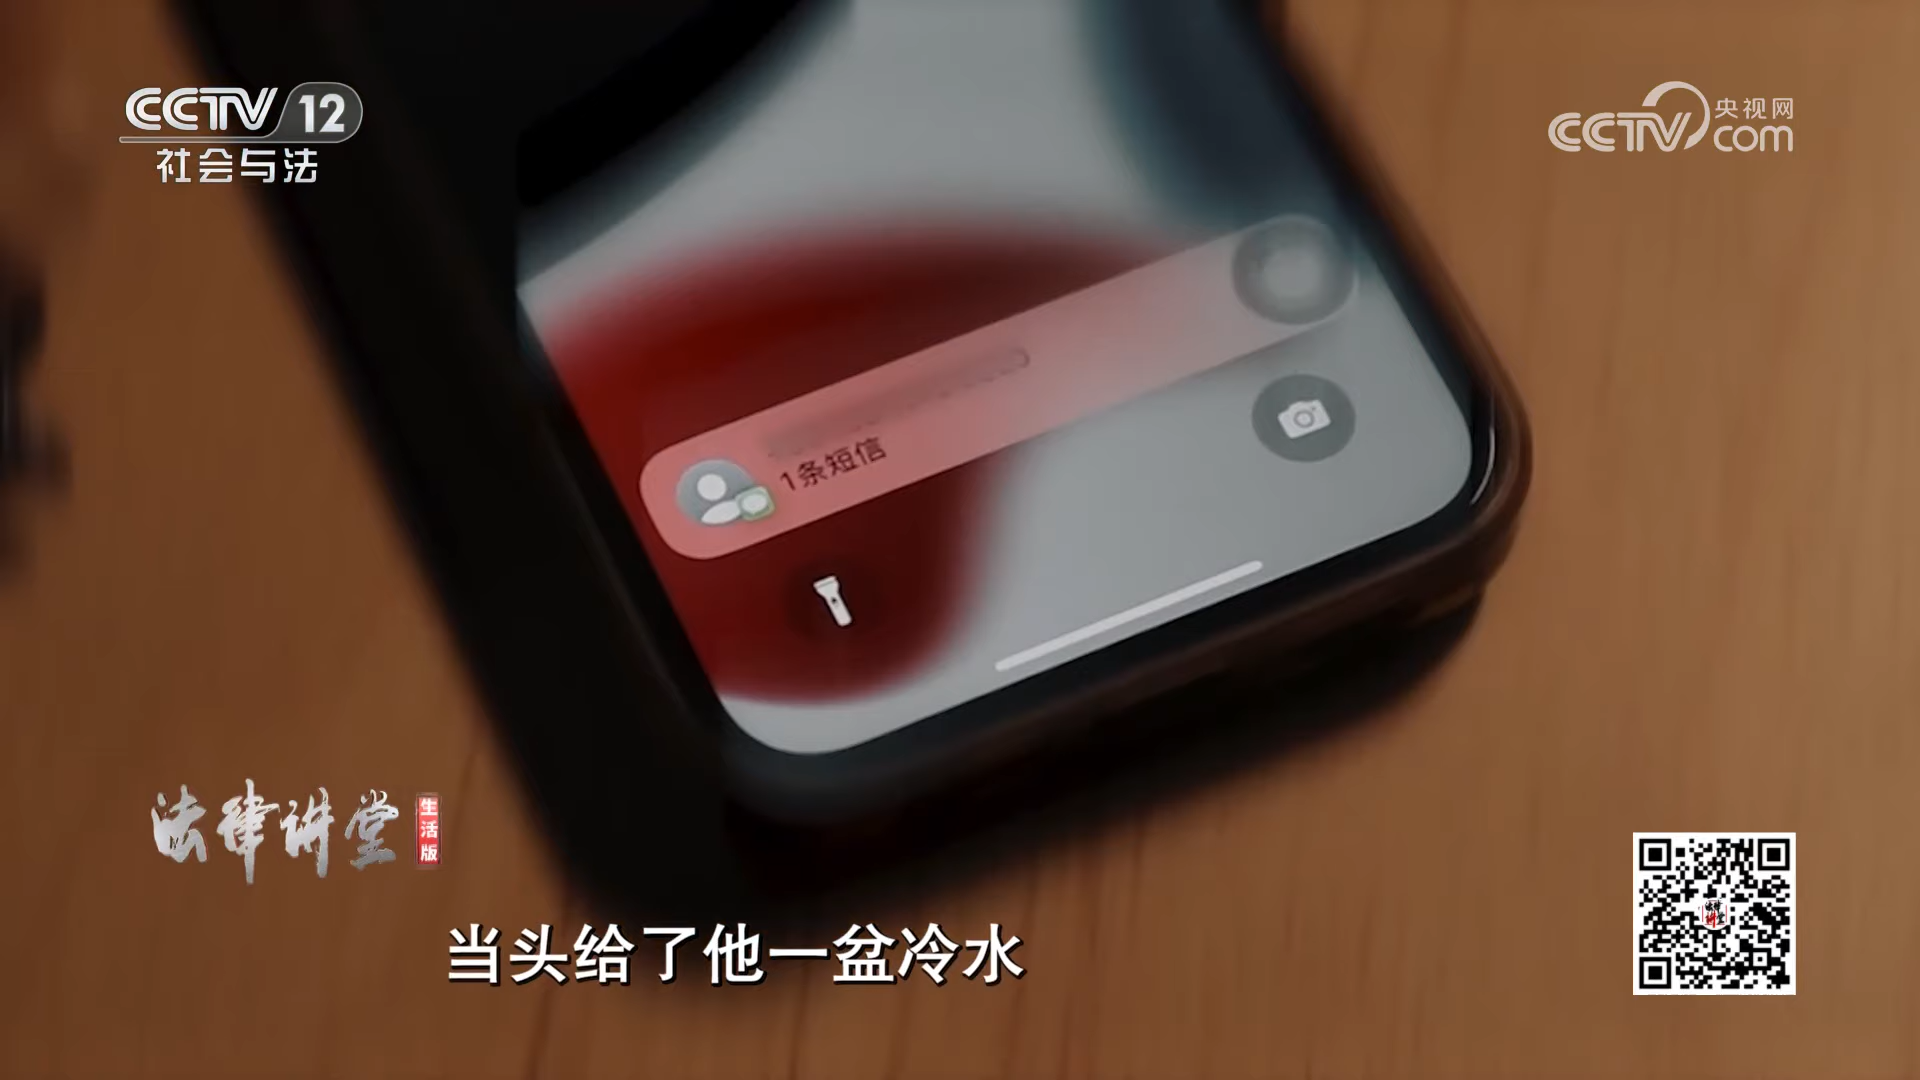 CCTV 12
社会与法
央视网
CCTV com
1条短信
法律讲堂
生活版
当头给了他一盆冷水